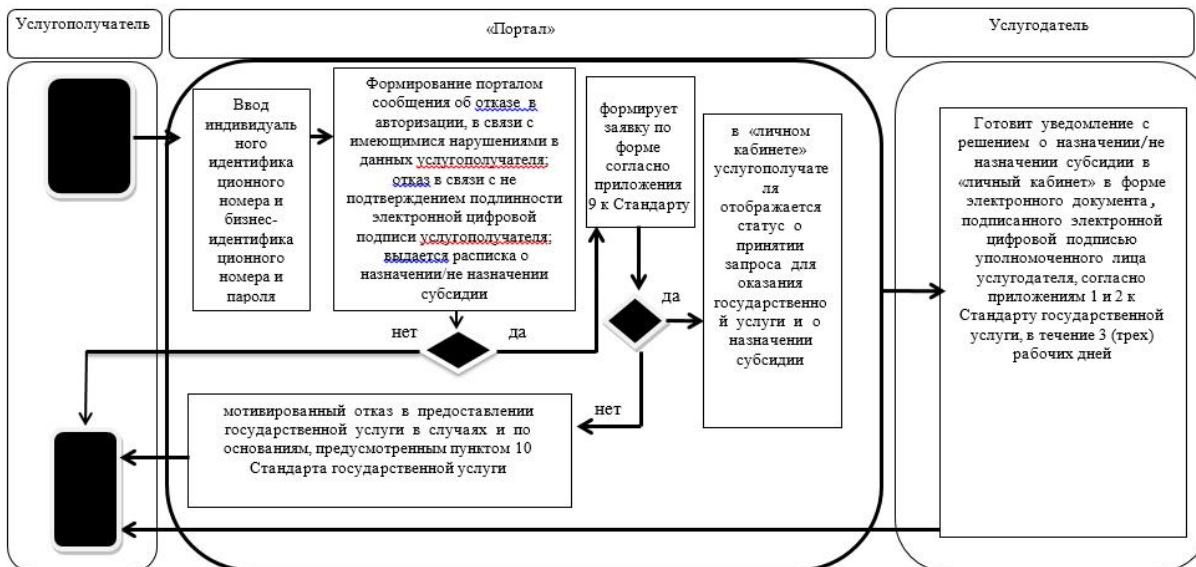 Услугополучатель
«Портал»
Услугодатель
Ввод
индивидуаль
ного
идентифика
ционного
номера и
бизнес-
идентифика
ционного
номера и
пароля
Формирование порталом
сообщения об отказе в
авторизации, в связи с
имеющимися нарушениями в
данных услугополучателя;
отказ в связи с не
подтверждением подлинности
электронной цифровой
подписи услугополучателя;
выдается расписка о
назначении/не назначении
субсидии
формирует
заявку по
форме
согласно
приложения
9 к Стандарту
в «личном
кабинете»
услугополучате
ля
отображается
статус о
принятии
запроса для
оказания
государственно
й услуги и о
назначении
субсидии
Готовит уведомление с
решением о назначении/не
назначении субсидии в
«личный кабинет» в форме
электронного документа,
подписанного электронной
цифровой подписью
уполномоченного лица
услугодателя, согласно
приложениям 1 и 2 к
Стандарту государственной
услуги, в течение 3 (трех)
рабочих дней
нет
да
да
нет
мотивированный отказ в предоставлении
государственной услуги в случаях и по
основаниям, предусмотренным пунктом 10
Стандарта государственной услуги